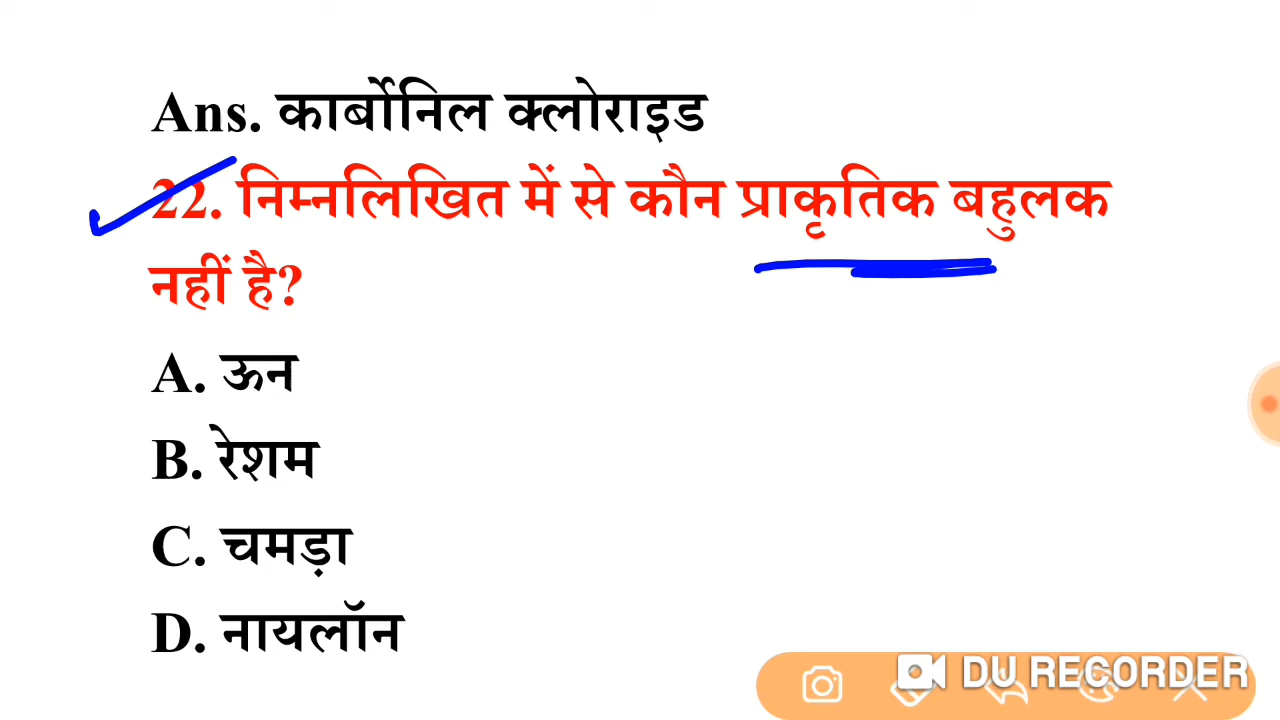 Ans. कार्बोनिल क्लोराइड
22. निम्नलिखित में से कौन प्राकृतिक बहुलक
नहीं है?
A. ऊन
B. रेशम
C. चमड़ा
D. नायलॉन
DU RECORDER